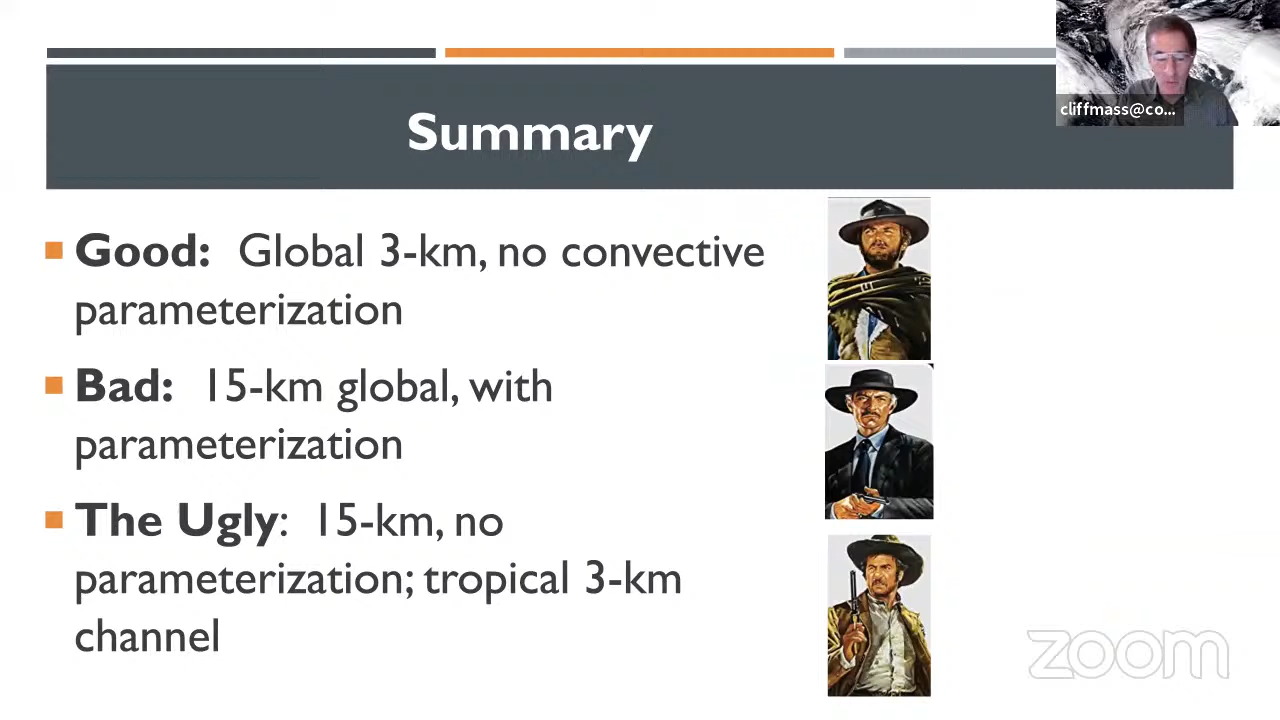 cliffmass@co...
Summary
Good: Global 3-km, no convective
parameterization
Bad: 15-km global, with
parameterization
The Ugly: 15-km, no
parameterization; tropical 3-km
channel
zoom